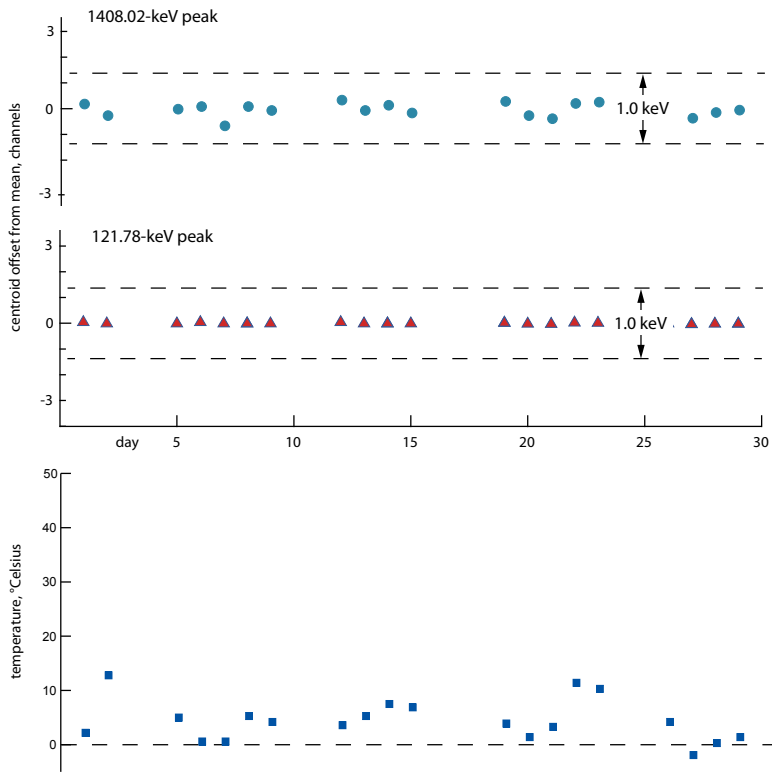 1408.02-keV peak
3
0
-3
1.0 keV
centroid offset from mean, channels
121.78-keV peak
3
0
-3
1.0 keV
day 5 10 15 20 25 30
50
40
30
20
10
0
temperature, °Celsius